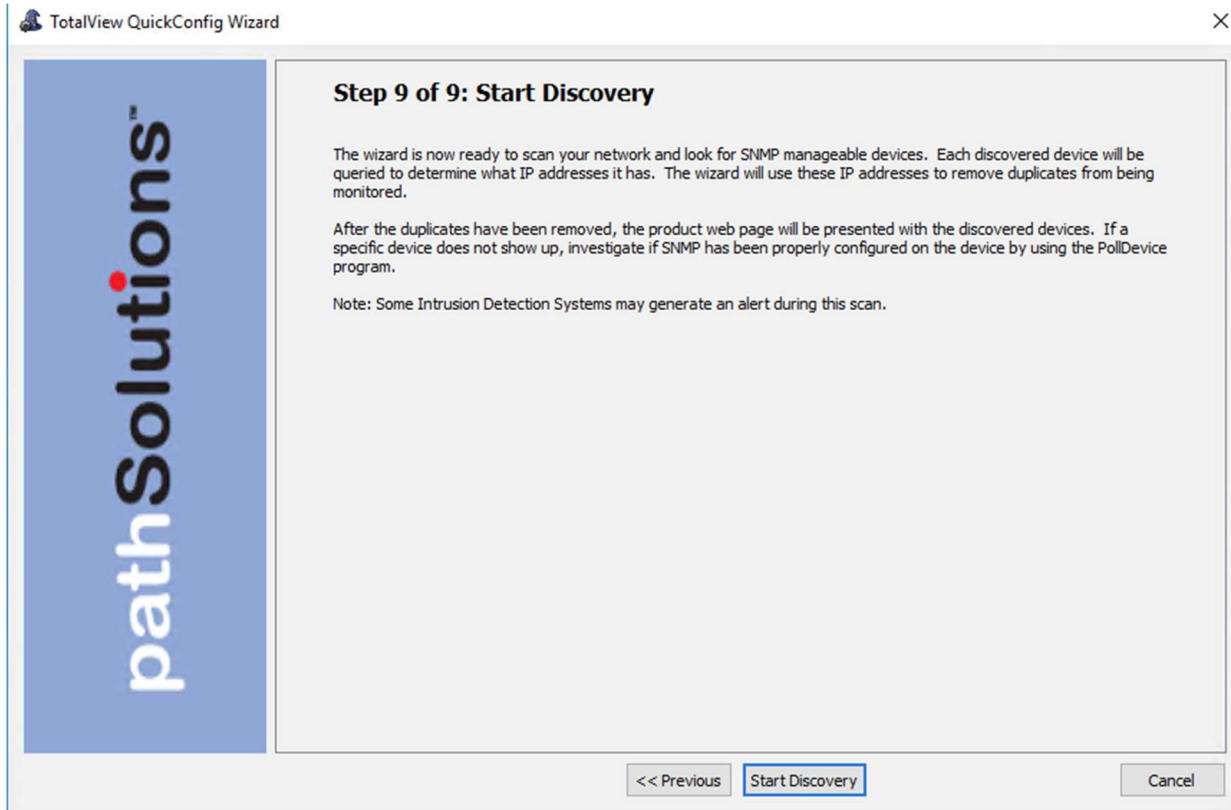 TotalView QuickConfig Wizard
pathSolutions™
Step 9 of 9: Start Discovery
The wizard is now ready to scan your network and look for SNMP manageable devices. Each discovered device will be
queried to determine what IP addresses it has. The wizard will use these IP addresses to remove duplicates from being
monitored.
After the duplicates have been removed, the product web page will be presented with the discovered devices. If a
specific device does not show up, investigate if SNMP has been properly configured on the device by using the PollDevice
program.
Note: Some Intrusion Detection Systems may generate an alert during this scan.
<< Previous
Start Discovery
Cancel